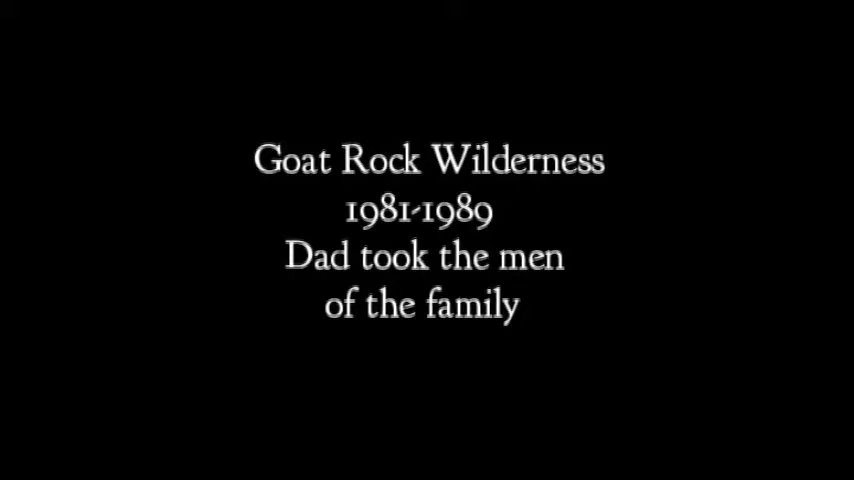 Goat Rock Wilderness
1981-1989
Dad took the men
of the family